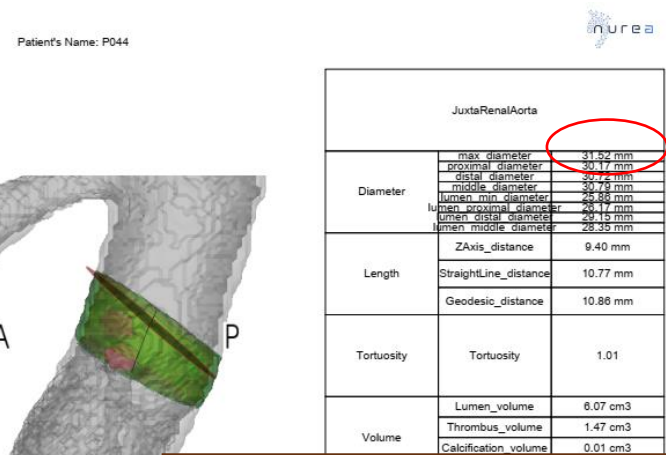 nurea
Patient's Name: P044
JuxtaRenalAorta
Diameter
max_diameter 31.52 mm
proximal_diameter 30.17 mm
distal_diameter 30.72 mm
middle_diameter 30.79 mm
lumen_min_diameter 25.86 mm
lumen_proximal_diameter 26.17 mm
lumen_distal_diameter 29.15 mm
lumen_middle_diameter 28.35 mm
Length
ZAxis_distance 9.40 mm
StraightLine_distance 10.77 mm
Geodesic_distance 10.86 mm
A
P
Tortuosity Tortuosity 1.01
Volume
Lumen_volume 6.07 cm3
Thrombus_volume 1.47 cm3
Calcification_volume 0.01 cm3